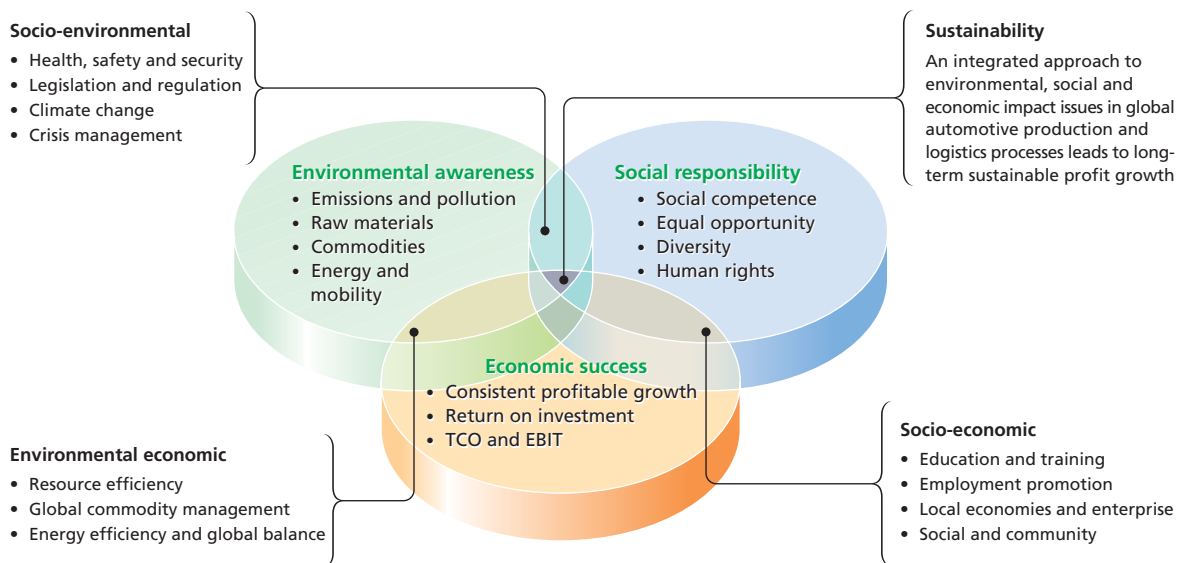 Socio-environmental
• Health, safety and security
• Legislation and regulation
• Climate change
• Crisis management
Sustainability
An integrated approach to
environmental, social and
economic impact issues in global
automotive production and
logistics processes leads to long-
term sustainable profit growth
Environmental awareness
• Emissions and pollution
• Raw materials
• Commodities
• Energy and
mobility
Social responsibility
• Social competence
• Equal opportunity
• Diversity
• Human rights
Economic success
• Consistent profitable growth
• Return on investment
• TCO and EBIT
Environmental economic
• Resource efficiency
• Global commodity management
• Energy efficiency and global balance
Socio-economic
• Education and training
• Employment promotion
• Local economies and enterprise
• Social and community